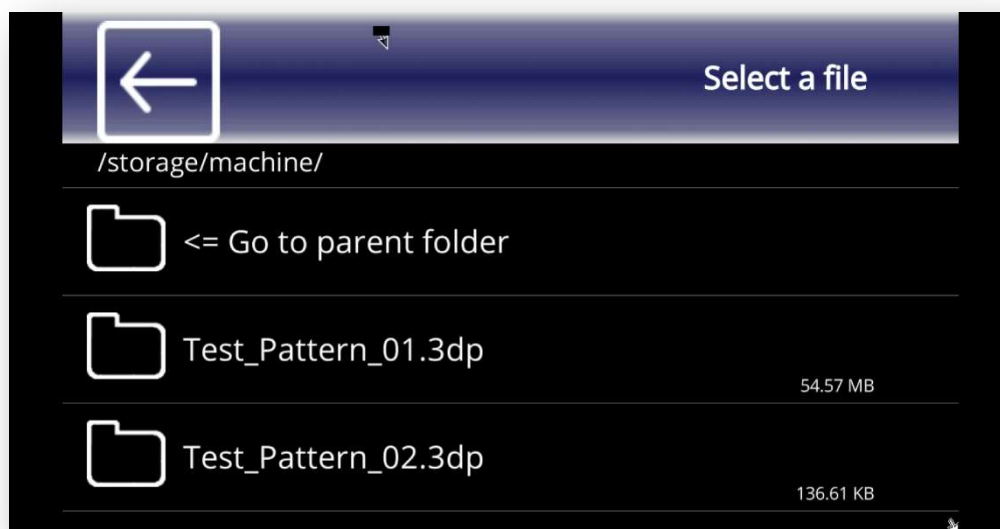 Select a file
/storage/machine/
<= Go to parent folder
Test_Pattern_01.3dp
54.57 MB
Test_Pattern_02.3dp
136.61 KB